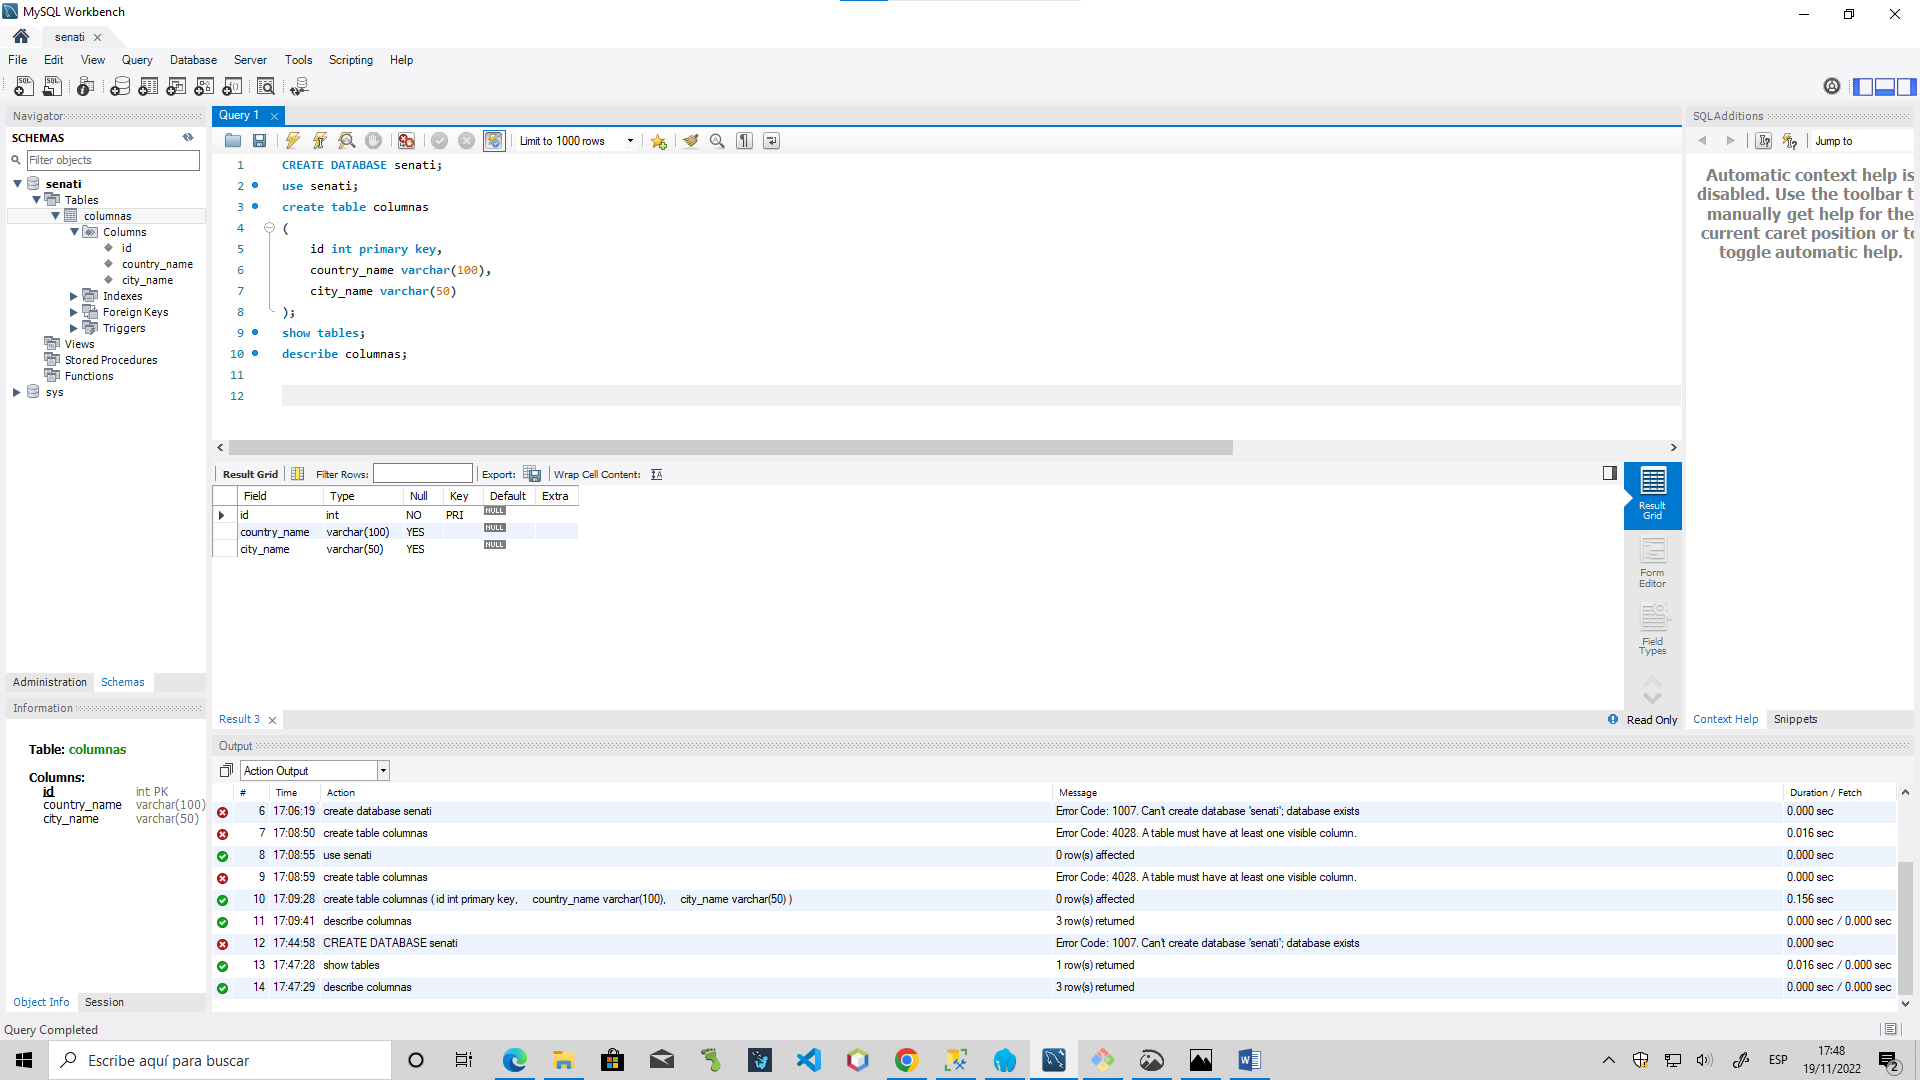 MySQL Workbench
senati
File Edit View Query Database Server Tools Scripting Help
Navigator
SCHEMAS
Filter objects
senati
Tables
columnas
Columns
id
country_name
city_name
Indexes
Foreign Keys
Triggers
Views
Stored Procedures
Functions
sys
Administration Schemas
Information
Table: columnas
Columns:
id int PK
country_name varchar(100)
city_name varchar(50)
Object Info Session
Query 1
Limit to 1000 rows
1 CREATE DATABASE senati;
2 use senati;
3 create table columnas
4 (
5 id int primary key,
6 country_name varchar(100),
7 city_name varchar(50)
8 );
9 show tables;
10 describe columnas;
11
12
Result Grid Filter Rows: Export: Wrap Cell Content:
Field Type Null Key Default Extra
id int NO PRI NULL
country_name varchar(100) YES NULL
city_name varchar(50) YES NULL
Result Grid
Form Editor
Field Types
Result 3
Read Only
SQLAdditions
Jump to
Automatic context help is
disabled. Use the toolbar t
manually get help for the
current caret position or to
toggle automatic help.
Context Help Snippets
Output
Action Output
# Time Action Message Duration / Fetch
6 17:06:19 create database senati Error Code: 1007. Can't create database 'senati'; database exists 0.000 sec
7 17:08:50 create table columnas Error Code: 4028. A table must have at least one visible column. 0.016 sec
8 17:08:55 use senati 0 row(s) affected 0.000 sec
9 17:08:59 create table columnas Error Code: 4028. A table must have at least one visible column. 0.000 sec
10 17:09:28 create table columnas ( id int primary key, country_name varchar(100), city_name varchar(50) ) 0 row(s) affected 0.156 sec
11 17:09:41 describe columnas 3 row(s) returned 0.000 sec / 0.000 sec
12 17:44:58 CREATE DATABASE senati Error Code: 1007. Can't create database 'senati'; database exists 0.000 sec
13 17:47:28 show tables 1 row(s) returned 0.016 sec / 0.000 sec
14 17:47:29 describe columnas 3 row(s) returned 0.000 sec / 0.000 sec
Query Completed
Escribe aquí para buscar
ESP
17:48
19/11/2022
2